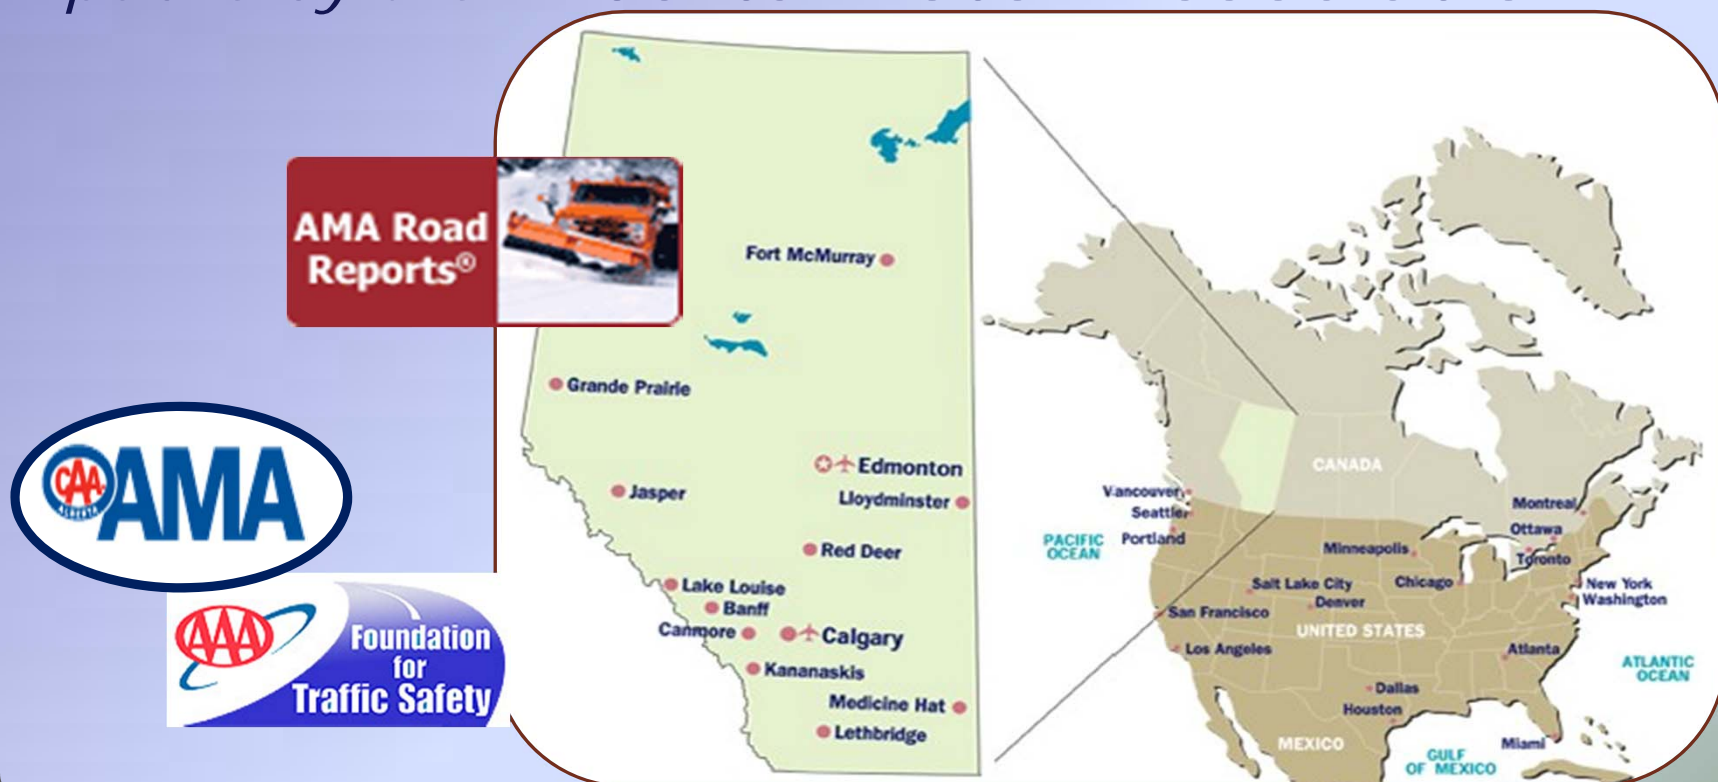 AMA Road
Reports®
Fort McMurray
Grande Prairie
Edmonton
Jasper
Lloydminster
Red Deer
Lake Louise
Banff
Canmore
Calgary
Kananaskis
Medicine Hat
Lethbridge
CAA
ALBERTA
AMA
AAA
Foundation
for
Traffic Safety
CANADA
Vancouver
Seattle
Portland
PACIFIC
OCEAN
Montreal
Ottawa
Toronto
Minneapolis
Salt Lake City
Chicago
New York
Denver
Washington
San Francisco
UNITED STATES
Los Angeles
Atlanta
ATLANTIC
OCEAN
Dallas
Houston
MEXICO
Miami
GULF
OF MEXICO